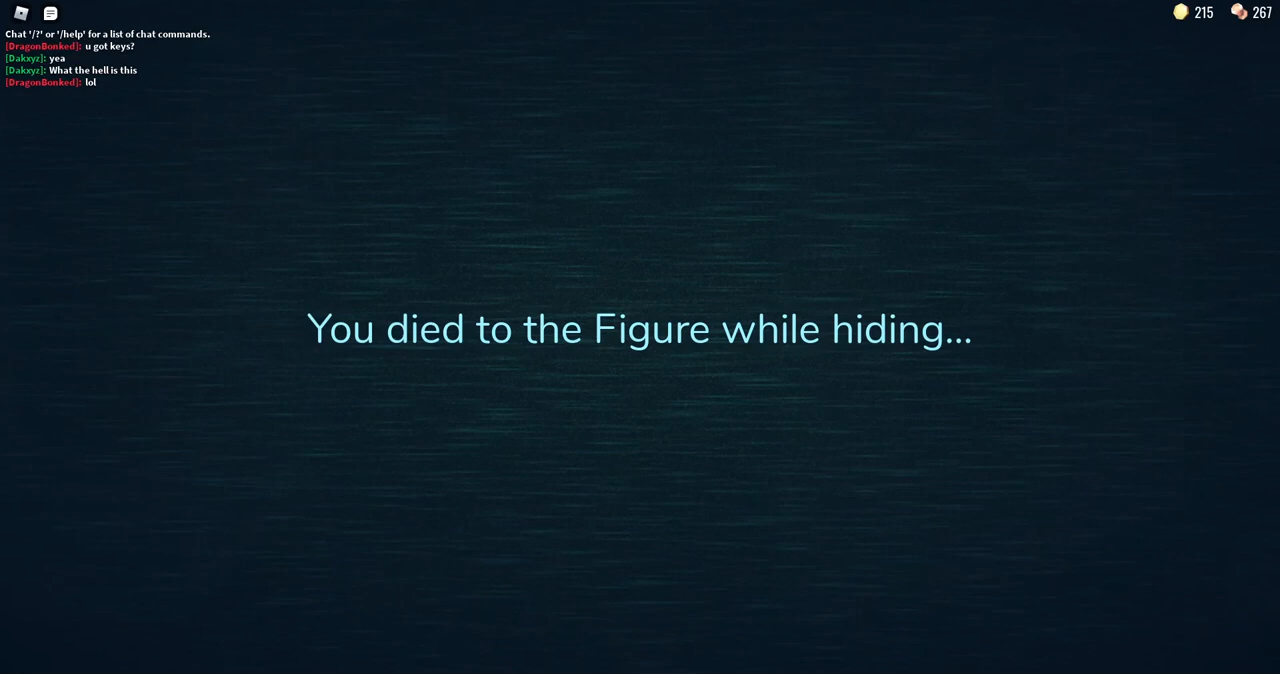 215
267
Chat '/?' or '/help' for a list of chat commands.
[DragonBonked]: u got keys?
[Dakxyz]: yea
[Dakxyz]: What the hell is this
[DragonBonked]: lol
You died to the Figure while hiding...